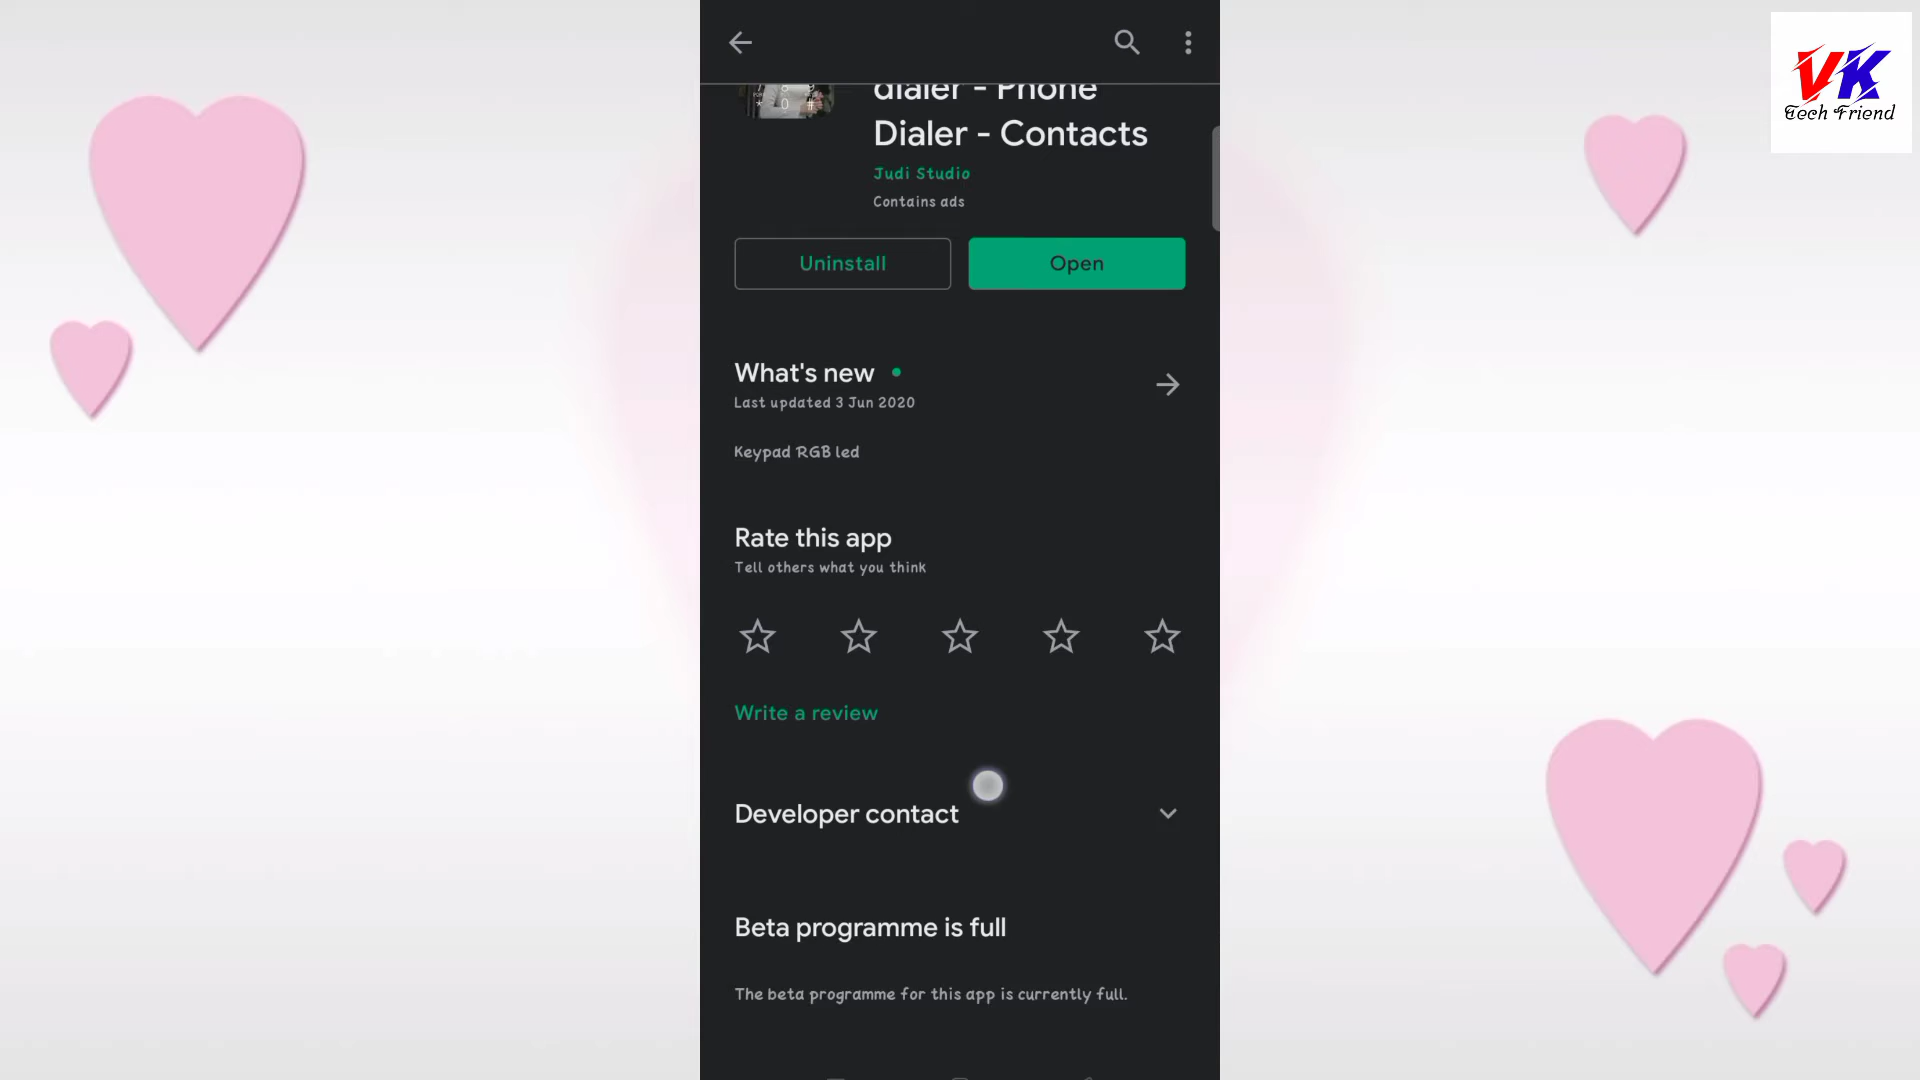 VK
Tech Friend
dialer - Phone
Dialer - Contacts
Judi Studio
Contains ads
Uninstall
Open
What's new
Last updated 3 Jun 2020
Keypad RGB led
Rate this app
Tell others what you think
Write a review
Developer contact
Beta programme is full
The beta programme for this app is currently full.